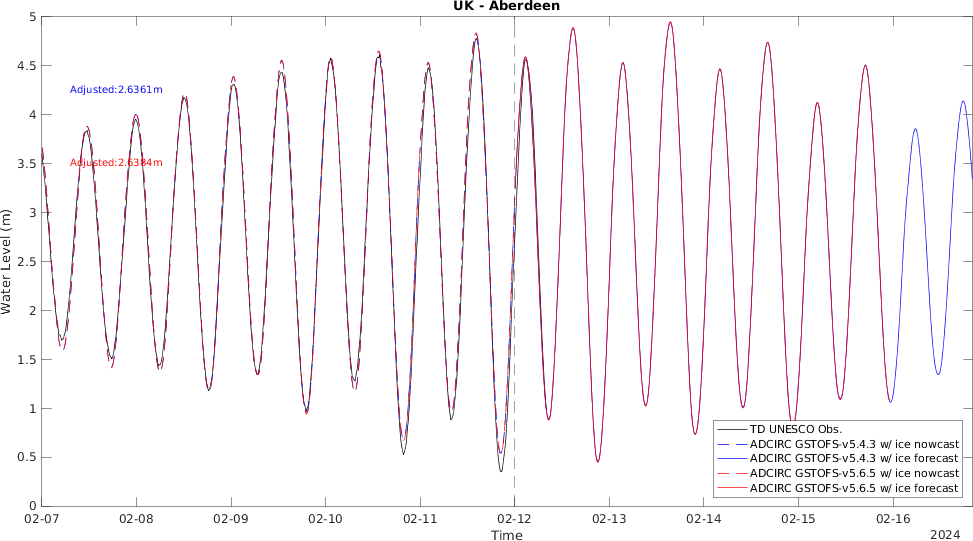 UK - Aberdeen
5
4.5
4
3.5
3
2.5
2
1.5
1
0.5
0
Water Level (m)
Adjusted:2.6361m
Adjusted:2.6384m
TD UNESCO Obs.
ADCIRC GSTOFS-v5.4.3 w/ ice nowcast
ADCIRC GSTOFS-v5.4.3 w/ ice forecast
ADCIRC GSTOFS-v5.6.5 w/ ice nowcast
ADCIRC GSTOFS-v5.6.5 w/ ice forecast
02-07 02-08 02-09 02-10 02-11 02-12 02-13 02-14 02-15 02-16
Time
2024